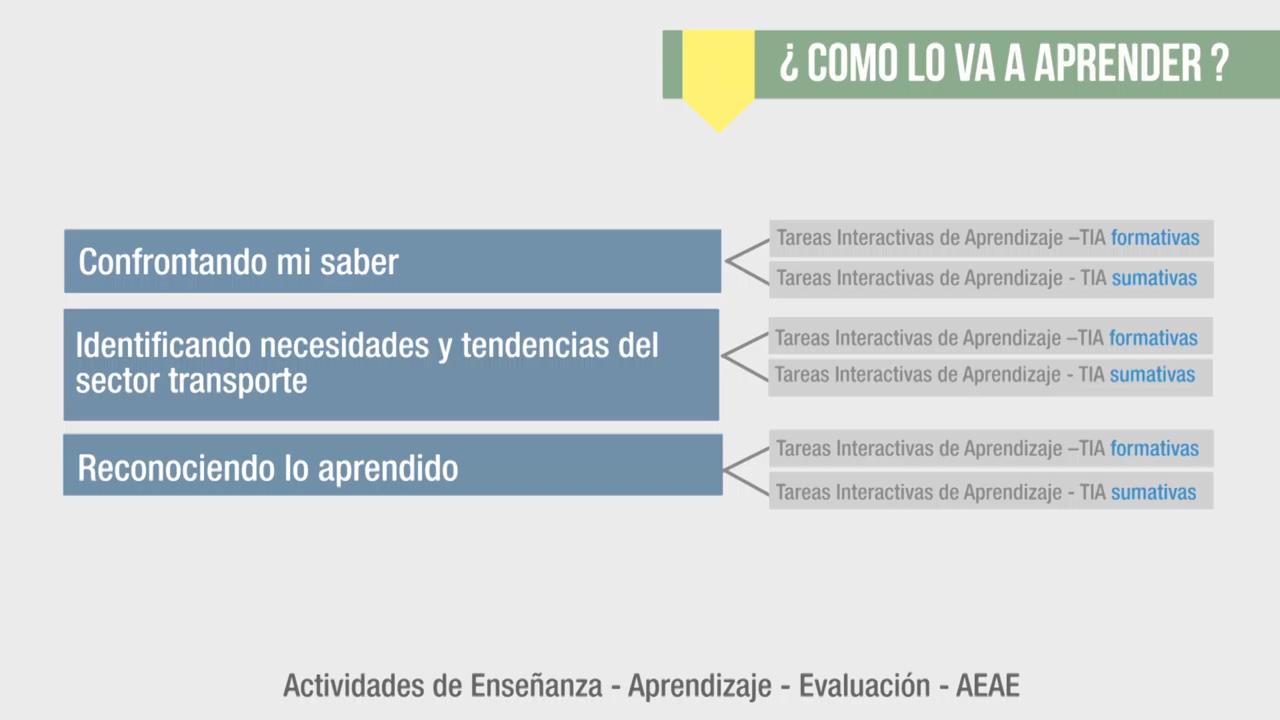 ¿ COMO LO VA A APRENDER ?
Confrontando mi saber
Tareas Interactivas de Aprendizaje –TIA formativas
Tareas Interactivas de Aprendizaje - TIA sumativas
Identificando necesidades y tendencias del
sector transporte
Tareas Interactivas de Aprendizaje –TIA formativas
Tareas Interactivas de Aprendizaje - TIA sumativas
Reconociendo lo aprendido
Tareas Interactivas de Aprendizaje –TIA formativas
Tareas Interactivas de Aprendizaje - TIA sumativas
Actividades de Enseñanza - Aprendizaje - Evaluación - AEAE